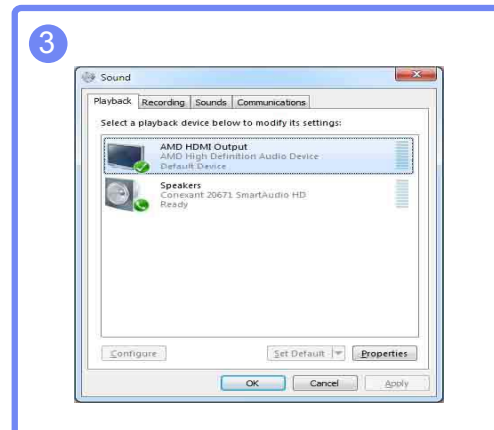 3
Sound
Playback Recording Sounds Communications
Select a playback device below to modify its settings:
AMD HDMI Output
AMD High Definition Audio Device
Default Device
Speakers
Conexant 20671 SmartAudio HD
Ready
Configure Set Default Properties
OK Cancel Apply